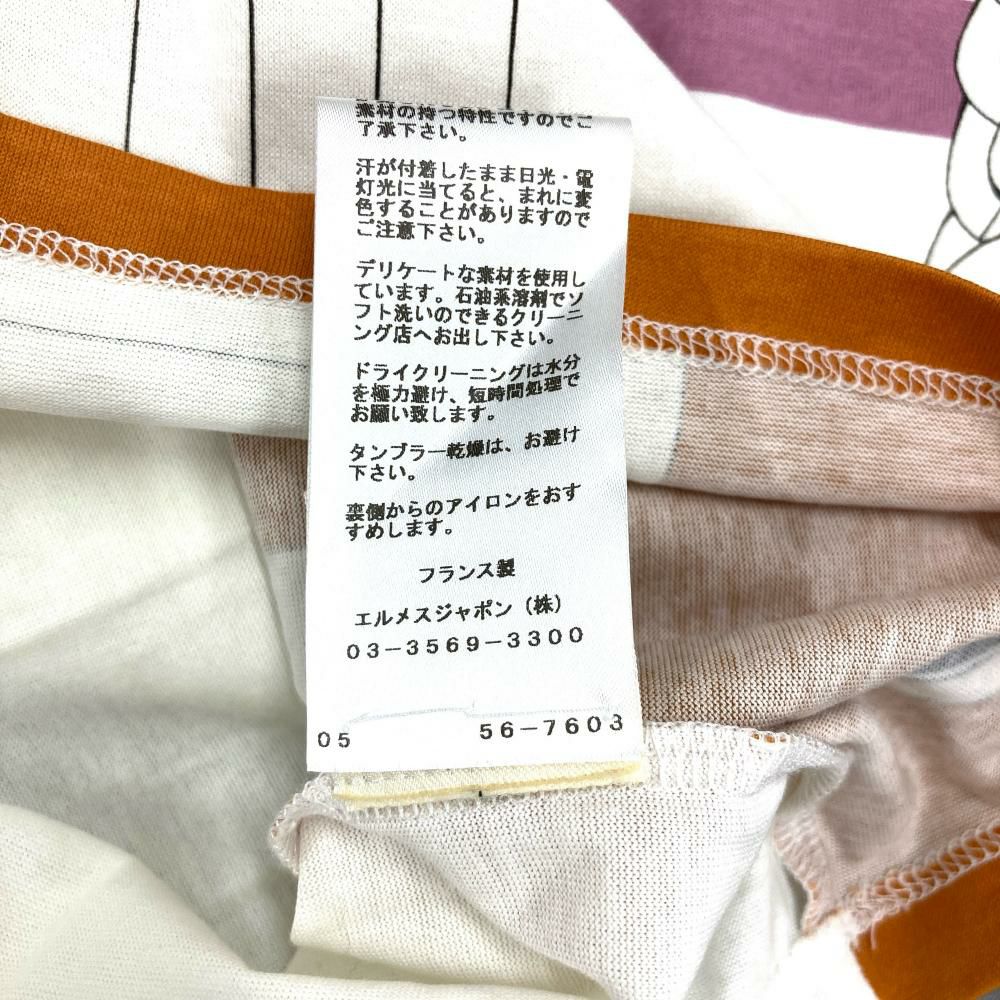 素材の持つ特性ですのでご
了承下さい。
汗が付着したまま日光・電
灯光に当てると、まれに変
色することがありますので
ご注意下さい。
デリケートな素材を使用し
ています。石油系溶剤でソ
フト洗いのできるクリーニ
ング店へお出し下さい。
ドライクリーニングは水分
を極力避け、短時間処理で
お願い致します。
タンブラー乾燥は、お避け
下さい。
裏側からのアイロンをおす
すめします。
フランス製
エルメスジャポン（株）
03−3569−3300
05 56−7603